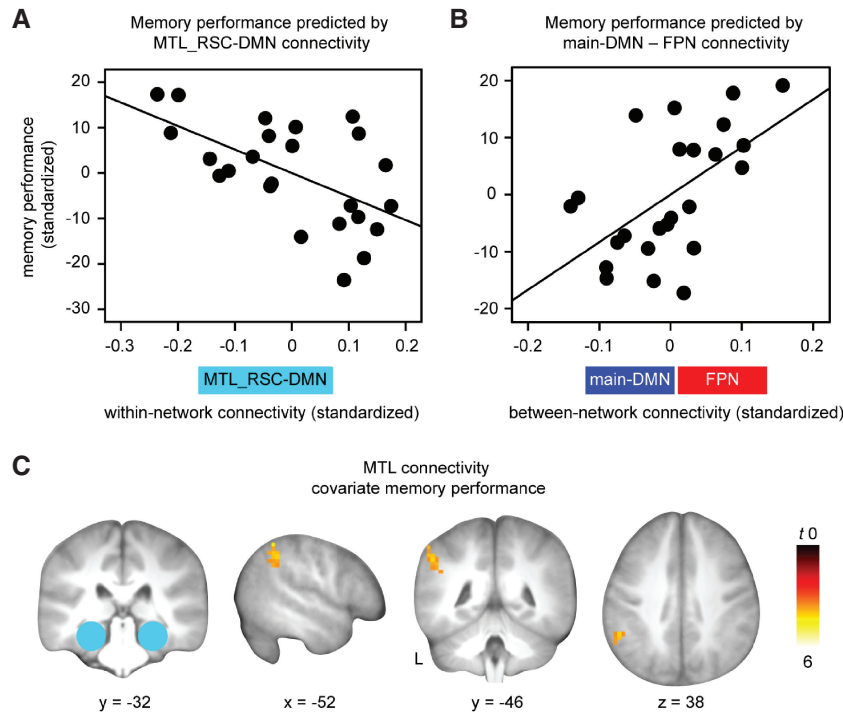 A
Memory performance predicted by
MTL_RSC-DMN connectivity
memory performance
(standardized)
20
10
0
-10
-20
-30
-0.3 -0.2 -0.1 0 0.1 0.2
MTL_RSC-DMN
within-network connectivity (standardized)
B
Memory performance predicted by
main-DMN – FPN connectivity
20
10
0
-10
-20
-0.2 -0.1 0 0.1 0.2
main-DMN FPN
between-network connectivity (standardized)
C
MTL connectivity
covariate memory performance
t 0
6
L
y = -32 x = -52 y = -46 z = 38